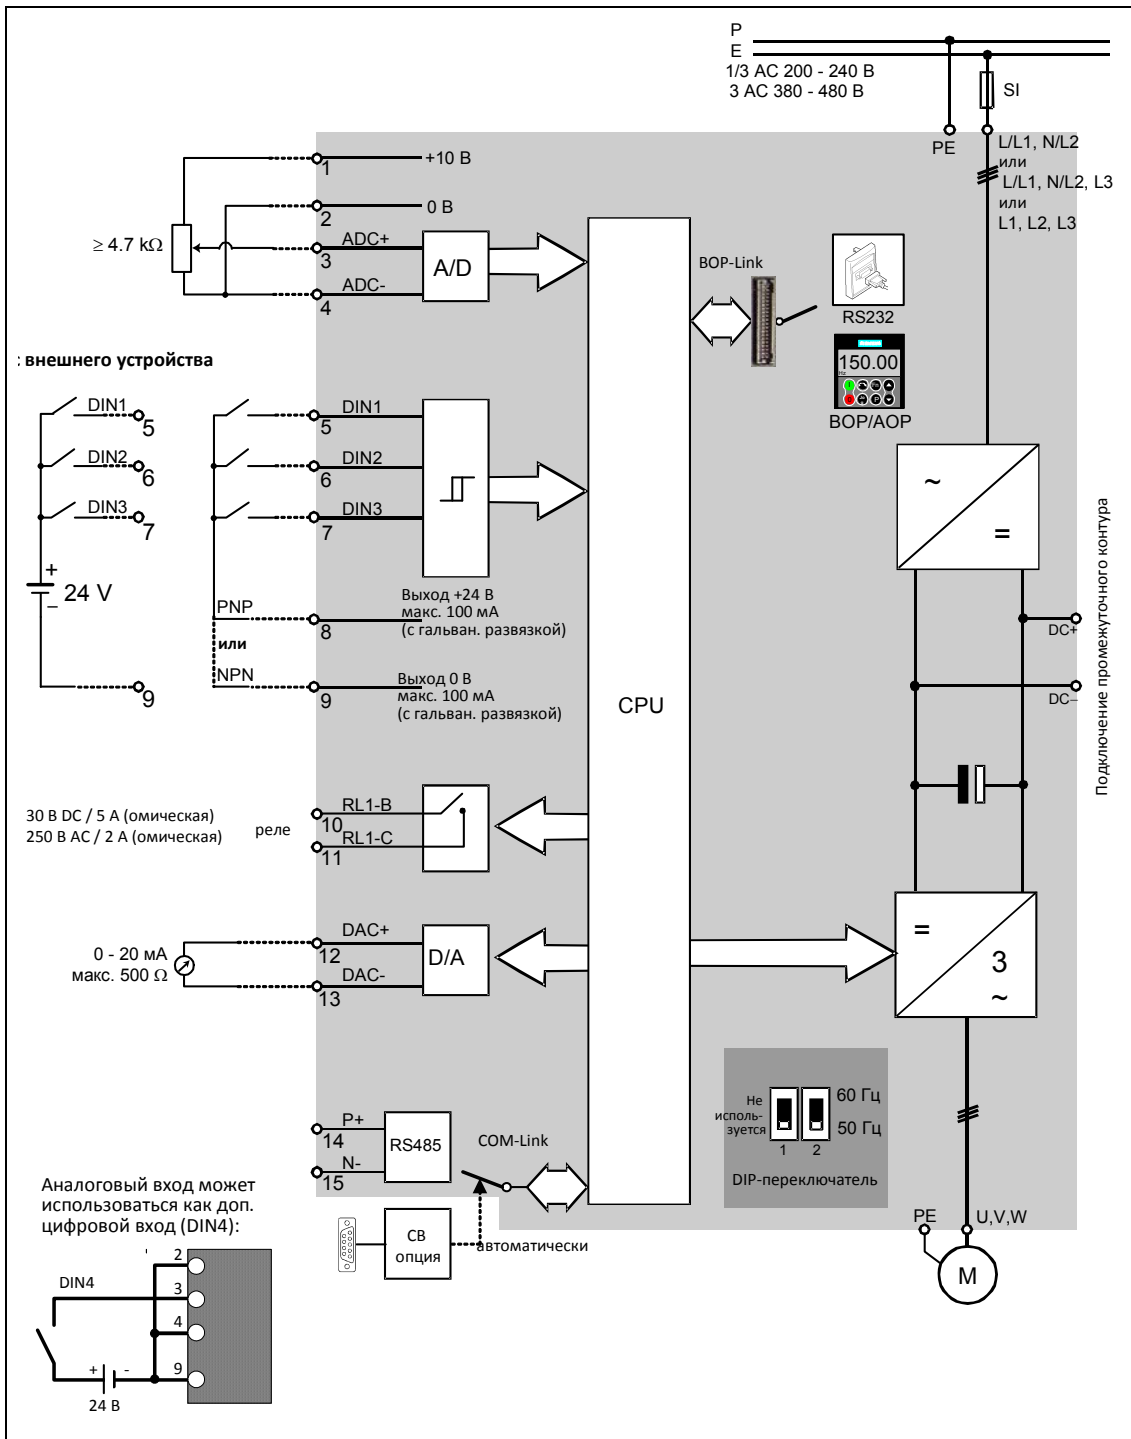 P
E
1/3 AC 200 - 240 В
3 AC 380 - 480 В
SI
PE
L/L1, N/L2
или
L/L1, N/L2, L3
или
L1, L2, L3
1
+10 В
2
0 В
≥ 4.7 kΩ
ADC+
3
ADC-
4
A/D
BOP-Link
RS232
150.00
Hz
BOP/AOP
: внешнего устройства
DIN1
5
DIN2
6
DIN3
7
+
24 V
−
9
DIN1
5
DIN2
6
DIN3
7
PNP
8
или
NPN
9
Выход +24 В
макс. 100 мА
(с гальван. развязкой)
Выход 0 В
макс. 100 мА
(с гальван. развязкой)
CPU
~
=
DC+
DC−
Подключение промежуточного контура
30 В DC / 5 А (омическая)
250 В AC / 2 А (омическая)
реле
RL1-B
10
RL1-C
11
0 - 20 мА
макс. 500 Ω
DAC+
12
DAC-
13
D/A
=
3
~
P+
14
N-
15
RS485
COM-Link
CB
опция
автоматически
Не
исполь-
зуется
60 Гц
50 Гц
1 2
DIP-переключатель
PE
U,V,W
M
Аналоговый вход может
использоваться как доп.
цифровой вход (DIN4):
DIN4
2
3
4
9
+ -
24 В